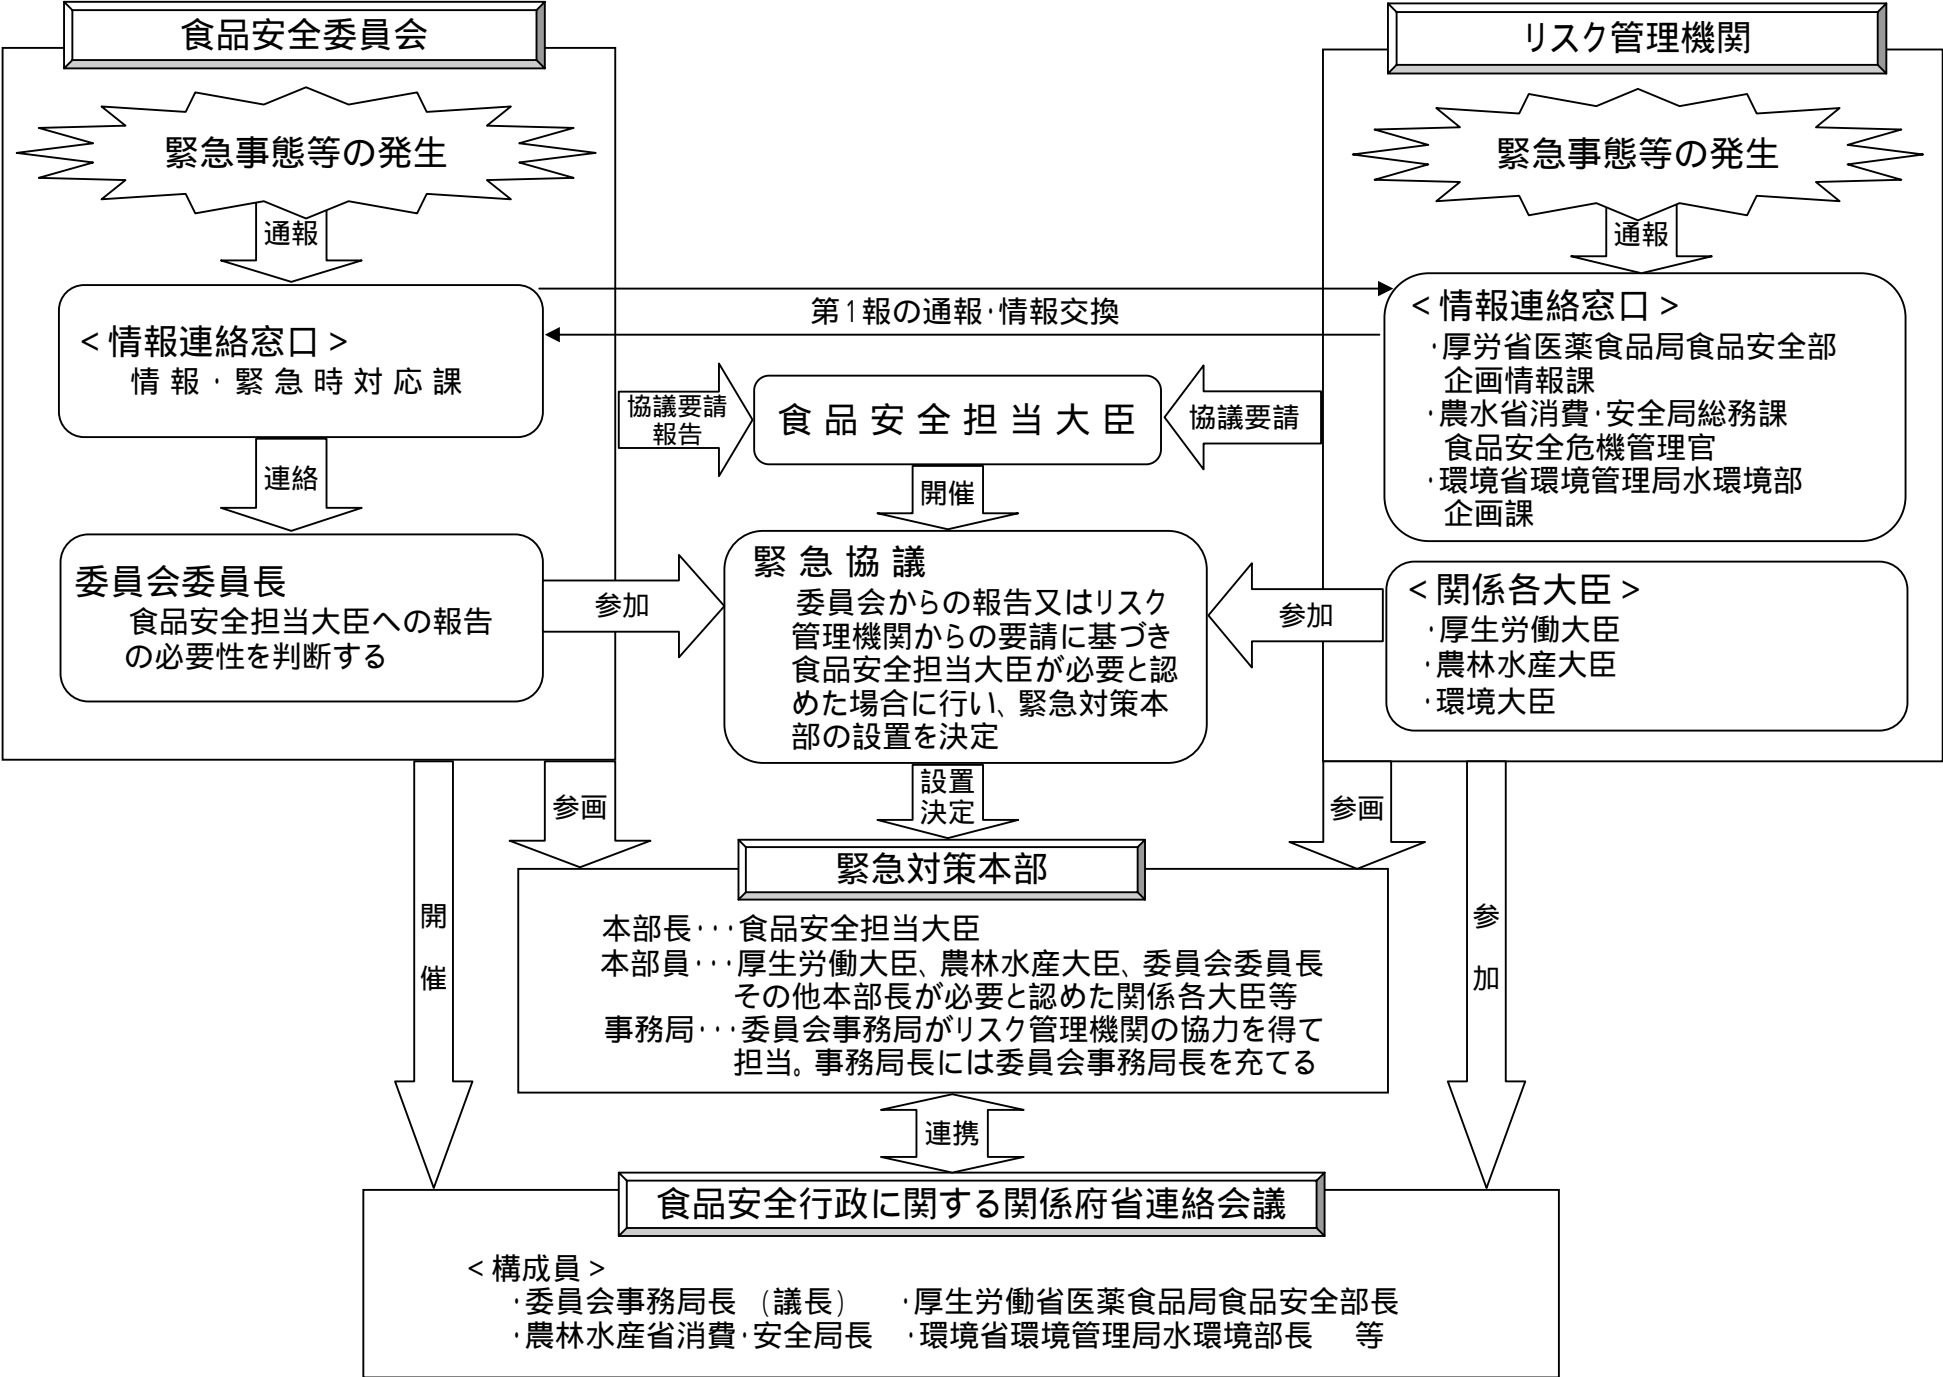 食品安全委員会
緊急事態等の発生
通報
<情報連絡窓口>
情報・緊急時対応課
連絡
委員会委員長
食品安全担当大臣への報告
の必要性を判断する
リスク管理機関
緊急事態等の発生
通報
<情報連絡窓口>
・厚労省医薬食品局食品安全部
企画情報課
・農水省消費・安全局総務課
食品安全危機管理官
・環境省環境管理局水環境部
企画課
<関係各大臣>
・厚生労働大臣
・農林水産大臣
・環境大臣
第1報の通報・情報交換
協議要請
報告
食品安全担当大臣
協議要請
開催
参加
緊急協議
委員会からの報告又はリスク
管理機関からの要請に基づき
食品安全担当大臣が必要と認
めた場合に行い、緊急対策本
部の設置を決定
参加
参画
設置
決定
参画
開催
参加
緊急対策本部
本部長・・・食品安全担当大臣
本部員・・・厚生労働大臣、農林水産大臣、委員会委員長
その他本部長が必要と認めた関係各大臣等
事務局・・・委員会事務局がリスク管理機関の協力を得て
担当。事務局長には委員会事務局長を充てる
連携
食品安全行政に関する関係府省連絡会議
<構成員>
・委員会事務局長 (議長) ・厚生労働省医薬食品局食品安全部長
・農林水産省消費・安全局長 ・環境省環境管理局水環境部長 等